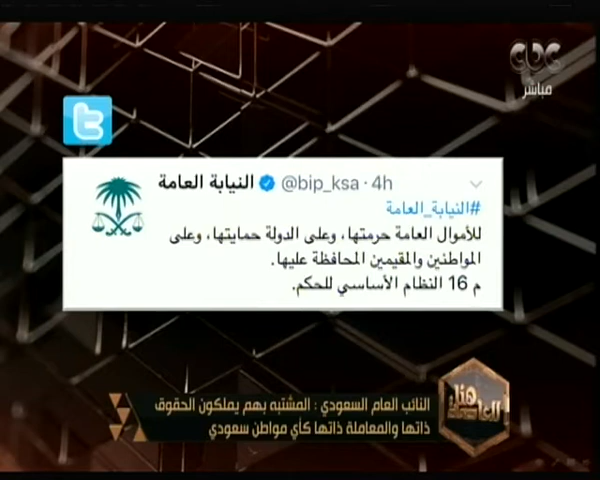 cbc
مباشر
النيابة العامة @bip_ksa · 4h
#النيابة_العامة
للأموال العامة حرمتها، وعلى الدولة حمايتها، وعلى
المواطنين والمقيمين المحافظة عليها.
م 16 النظام الأساسي للحكم.
هنا
العاصمة
النائب العام السعودي : المشتبه بهم يملكون الحقوق
ذاتها والمعاملة ذاتها كأي مواطن سعودي